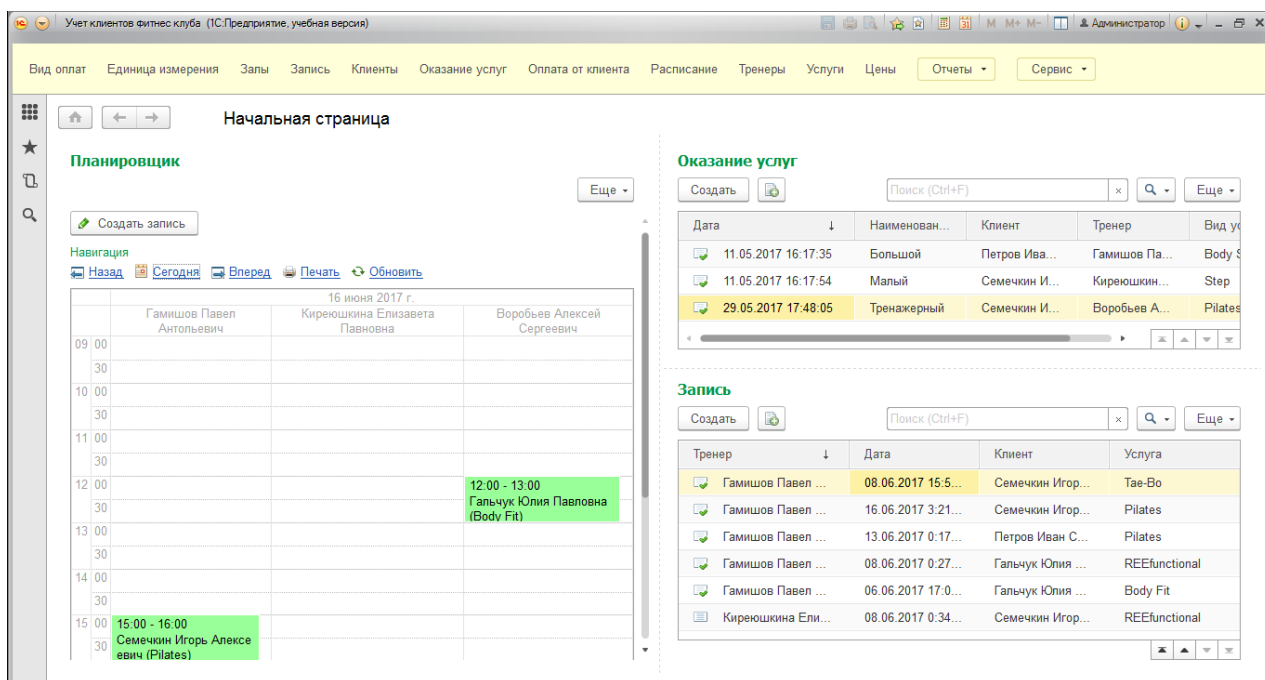 Учет клиентов фитнес клуба (1С:Предприятие, учебная версия)
M M+ M-
Администратор
Вид оплат Единица измерения Залы Запись Клиенты Оказание услуг Оплата от клиента Расписание Тренеры Услуги Цены Отчеты Сервис
Начальная страница
Планировщик
Еще
Создать запись
Навигация
Назад Сегодня Вперед Печать Обновить
16 июня 2017 г.
Гамишов Павел Антольевич
Киреюшкина Елизавета Павновна
Воробьев Алексей Сергеевич
09 00
30
10 00
30
11 00
30
12 00
30
13 00
30
14 00
30
15 00
30
12:00 - 13:00
Гальчук Юлия Павловна
(Body Fit)
15:00 - 16:00
Семечкин Игорь Алексе
евич (Pilates)
Оказание услуг
Создать Поиск (Ctrl+F) × Еще
Дата ↓ Наименован... Клиент Тренер Вид ус
11.05.2017 16:17:35 Большой Петров Ива... Гамишов Па... Body S
11.05.2017 16:17:54 Малый Семечкин И... Киреюшкин... Step
29.05.2017 17:48:05 Тренажерный Семечкин И... Воробьев А... Pilates
Запись
Создать Поиск (Ctrl+F) × Еще
Тренер ↓ Дата Клиент Услуга
Гамишов Павел ... 08.06.2017 15:5... Семечкин Игор... Tae-Bo
Гамишов Павел ... 16.06.2017 3:21... Семечкин Игор... Pilates
Гамишов Павел ... 13.06.2017 0:17... Петров Иван С... Pilates
Гамишов Павел ... 08.06.2017 0:27... Гальчук Юлия ... REEfunctional
Гамишов Павел ... 06.06.2017 17:0... Гальчук Юлия ... Body Fit
Киреюшкина Ели... 08.06.2017 0:34... Семечкин Игор... REEfunctional